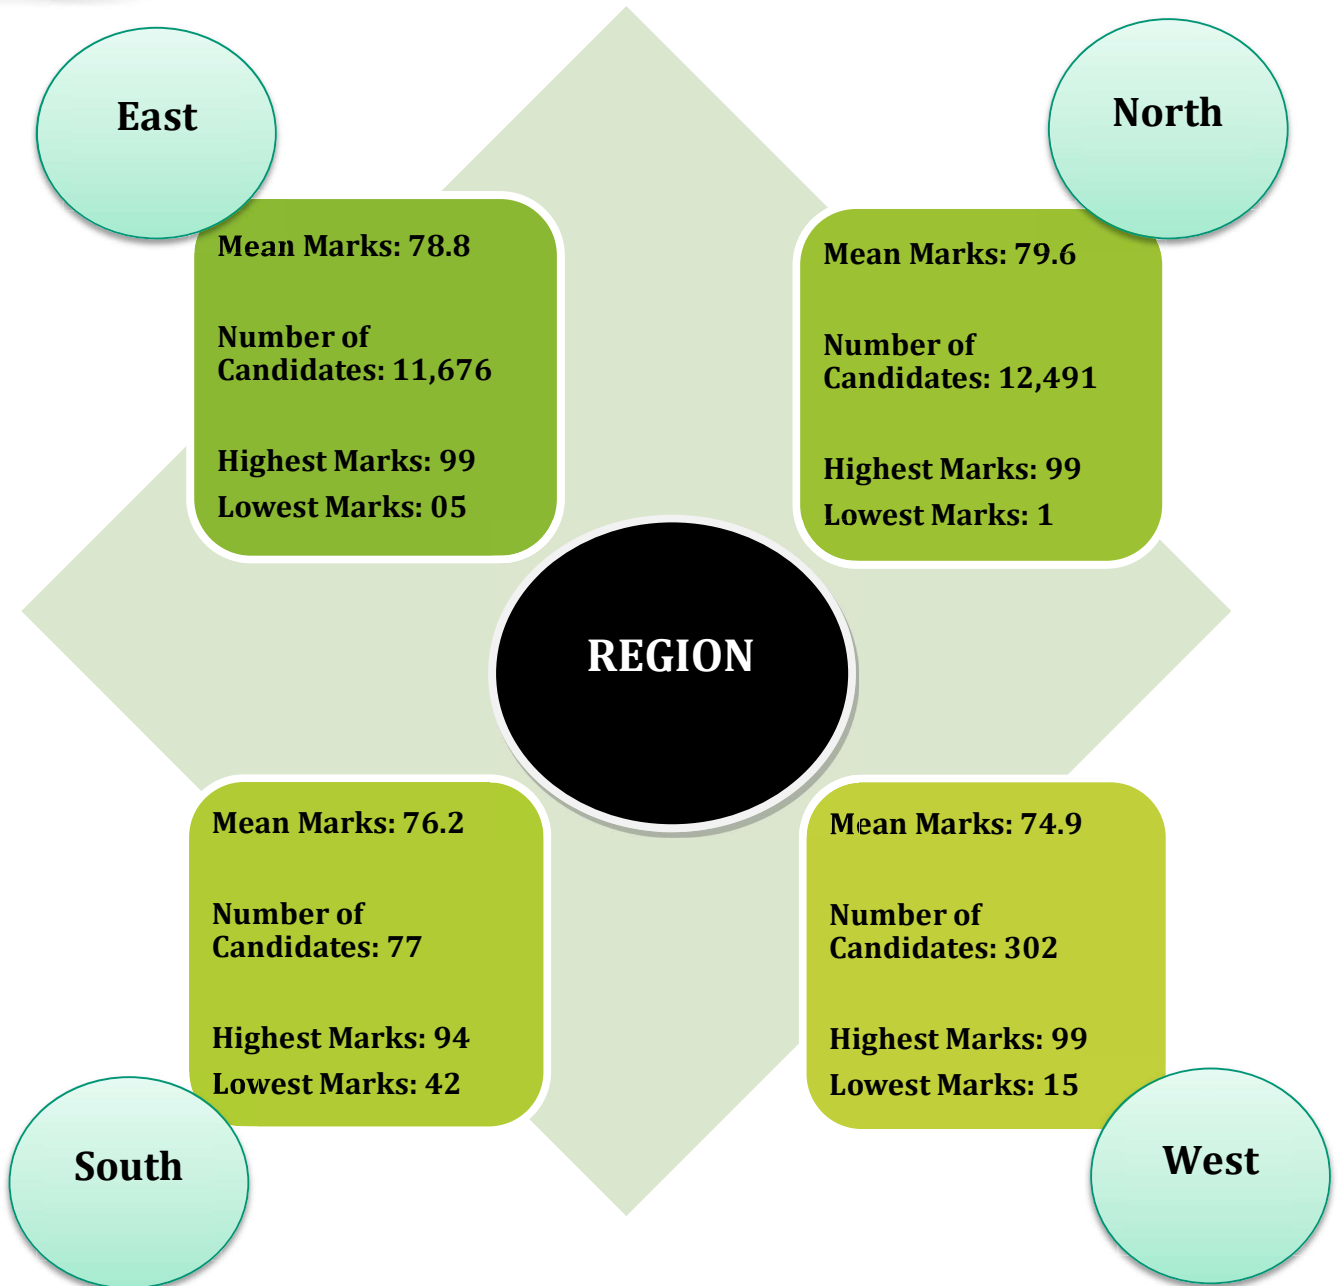 East
Mean Marks: 78.8
Number of
Candidates: 11,676
Highest Marks: 99
Lowest Marks: 05
North
Mean Marks: 79.6
Number of
Candidates: 12,491
Highest Marks: 99
Lowest Marks: 1
REGION
Mean Marks: 76.2
Number of
Candidates: 77
Highest Marks: 94
Lowest Marks: 42
South
Mean Marks: 74.9
Number of
Candidates: 302
Highest Marks: 99
Lowest Marks: 15
West